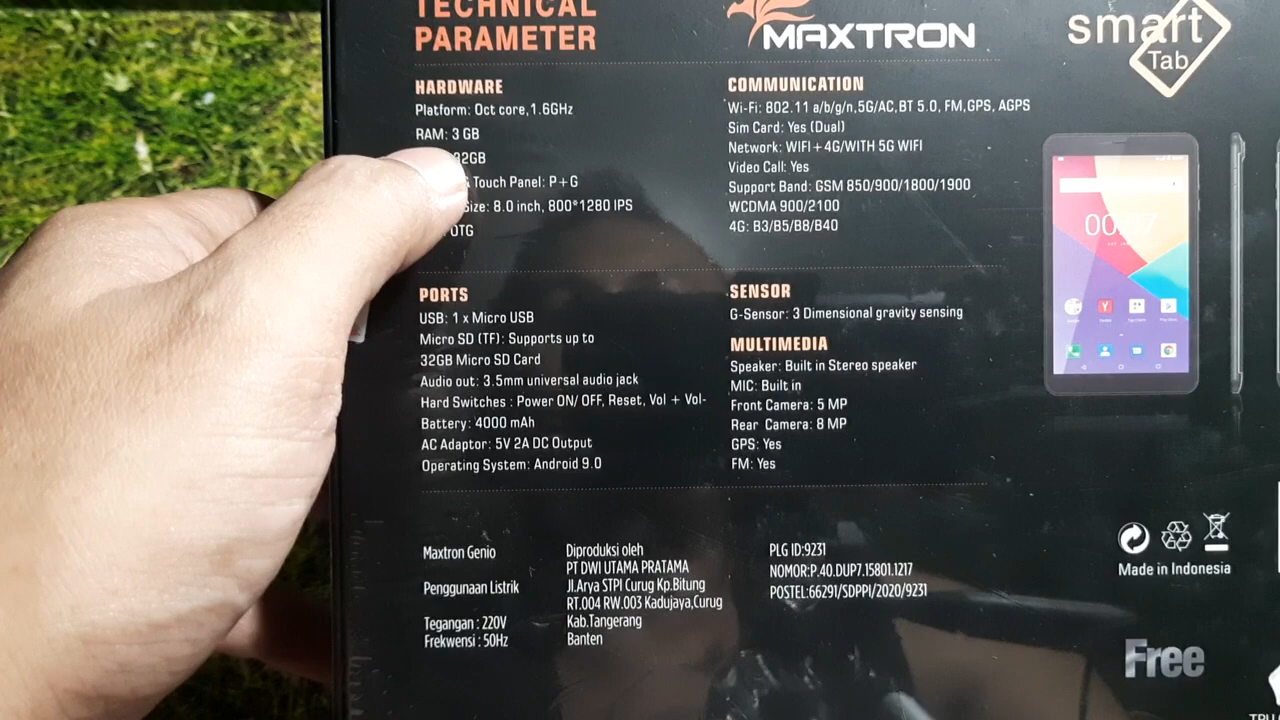 TECHNICAL
PARAMETER
HARDWARE
Platform: Oct core,1.6GHz
RAM: 3 GB
32GB
Touch Panel: P+G
Size: 8.0 inch, 800*1280 IPS
OTG
PORTS
USB: 1 x Micro USB
Micro SD (TF): Supports up to
32GB Micro SD Card
Audio out: 3.5mm universal audio jack
Hard Switches : Power ON/ OFF, Reset, Vol + Vol-
Battery: 4000 mAh
AC Adaptor: 5V 2A DC Output
Operating System: Android 9.0
MAXTRON
COMMUNICATION
Wi-Fi: 802.11 a/b/g/n,5G/AC,BT 5.0, FM,GPS, AGPS
Sim Card: Yes (Dual)
Network: WIFI+4G/WITH 5G WIFI
Video Call: Yes
Support Band: GSM 850/900/1800/1900
WCDMA 900/2100
4G: B3/B5/B8/B40
SENSOR
G-Sensor: 3 Dimensional gravity sensing
MULTIMEDIA
Speaker: Built in Stereo speaker
MIC: Built in
Front Camera: 5 MP
Rear Camera: 8 MP
GPS: Yes
FM: Yes
smart
Tab
Maxtron Genio
Penggunaan Listrik
Tegangan : 220V
Frekwensi : 50Hz
Diproduksi oleh
PT DWI UTAMA PRATAMA
Jl.Arya STPI Curug Kp.Bitung
RT.004 RW.003 Kadujaya,Curug
Kab.Tangerang
Banten
PLG ID:9231
NOMOR:P.40.DUP7.15801.1217
POSTEL:66291/SDPPI/2020/9231
Made in Indonesia
Free